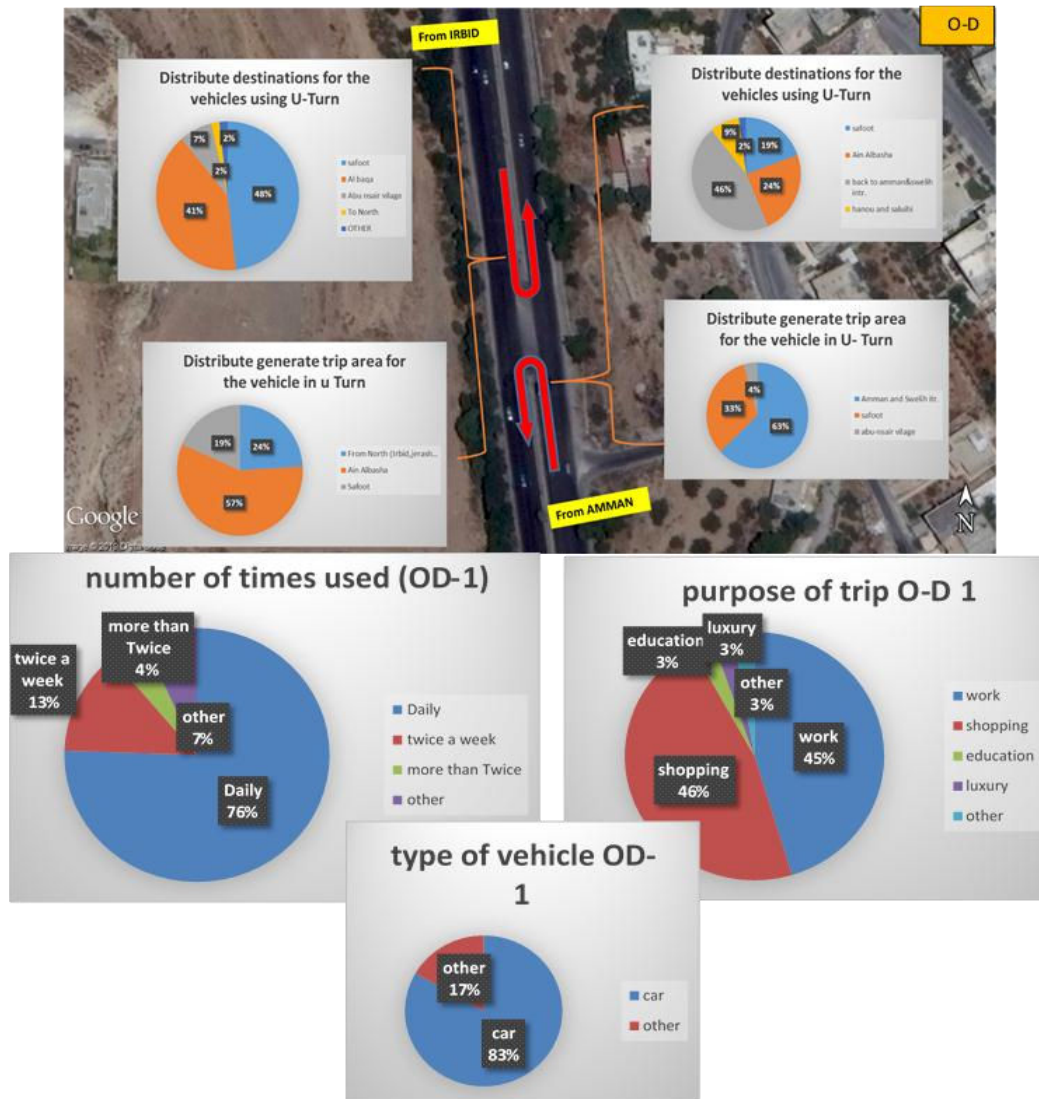 O-D
From IRBID
Distribute destinations for the
vehicles using U-Turn
7%
2%
2%
41%
48%
safoot
Al baqa
Abu nsair vilage
To North
OTHER
Distribute destinations for the
vehicles using U-Turn
9%
2%
19%
46%
24%
safoot
Ain Albasha
back to amman&swelih
intr.
hanou and saluihi
Distribute generate trip area for
the vehicle in u Turn
19%
24%
57%
From North (Irbid,jerash...
Ain Albasha
Safoot
Distribute generate trip area
for the vehicle in U- Turn
4%
33%
63%
Amman and Swelih itr.
safoot
abu-nsair vilage
From AMMAN
N
Google
number of times used (OD-1)
more than
Twice
4%
twice a
week
13%
other
7%
Daily
76%
Daily
twice a week
more than Twice
other
purpose of trip O-D 1
education
3%
luxury
3%
other
3%
work
45%
shopping
46%
work
shopping
education
luxury
other
type of vehicle OD-
1
other
17%
car
83%
car
other